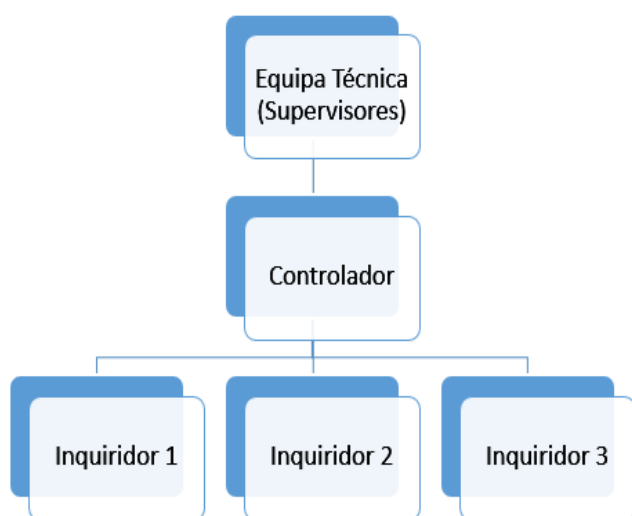 Equipa Técnica
(Supervisores)
Controlador
Inquiridor 1
Inquiridor 2
Inquiridor 3